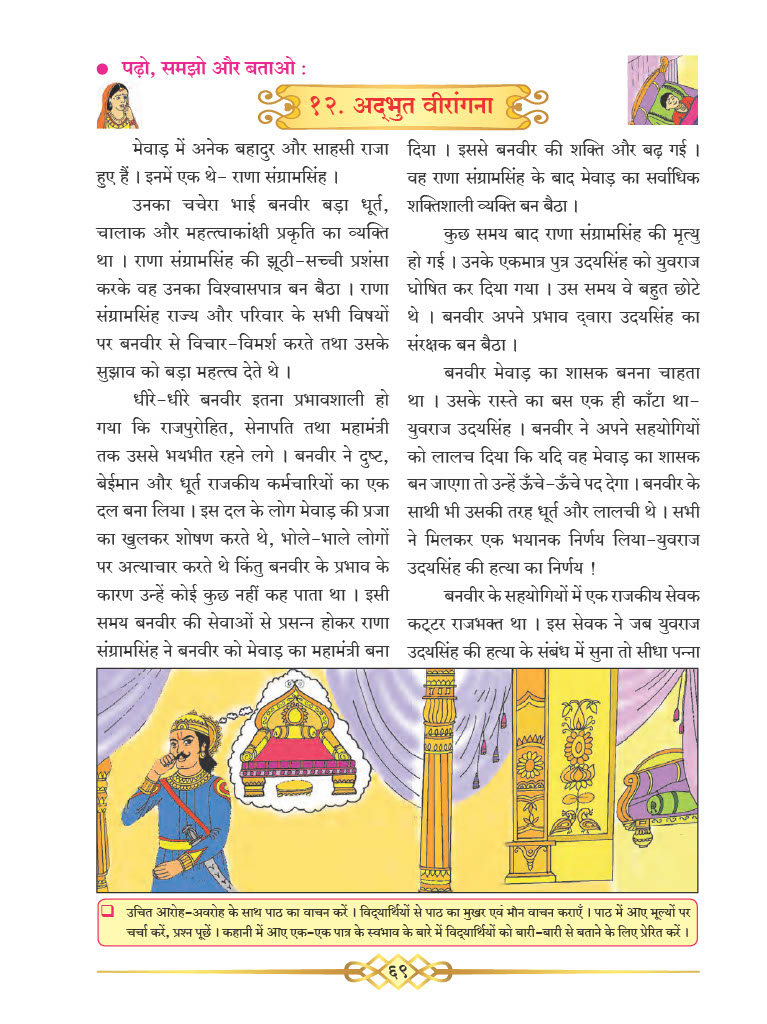 ● पढ़ो, समझो और बताओ :
१२. अद्भुत वीरांगना
मेवाड़ में अनेक बहादुर और साहसी राजा
हुए हैं । इनमें एक थे- राणा संग्रामसिंह ।
उनका चचेरा भाई बनवीर बड़ा धूर्त,
चालाक और महत्त्वाकांक्षी प्रकृति का व्यक्ति
था । राणा संग्रामसिंह की झूठी-सच्ची प्रशंसा
करके वह उनका विश्वासपात्र बन बैठा । राणा
संग्रामसिंह राज्य और परिवार के सभी विषयों
पर बनवीर से विचार-विमर्श करते तथा उसके
सुझाव को बड़ा महत्त्व देते थे ।
धीरे-धीरे बनवीर इतना प्रभावशाली हो
गया कि राजपुरोहित, सेनापति तथा महामंत्री
तक उससे भयभीत रहने लगे । बनवीर ने दुष्ट,
बेईमान और धूर्त राजकीय कर्मचारियों का एक
दल बना लिया । इस दल के लोग मेवाड़ की प्रजा
का खुलकर शोषण करते थे, भोले-भाले लोगों
पर अत्याचार करते थे किंतु बनवीर के प्रभाव के
कारण उन्हें कोई कुछ नहीं कह पाता था । इसी
समय बनवीर की सेवाओं से प्रसन्न होकर राणा
संग्रामसिंह ने बनवीर को मेवाड़ का महामंत्री बना
दिया । इससे बनवीर की शक्ति और बढ़ गई ।
वह राणा संग्रामसिंह के बाद मेवाड़ का सर्वाधिक
शक्तिशाली व्यक्ति बन बैठा ।
कुछ समय बाद राणा संग्रामसिंह की मृत्यु
हो गई । उनके एकमात्र पुत्र उदयसिंह को युवराज
घोषित कर दिया गया । उस समय वे बहुत छोटे
थे । बनवीर अपने प्रभाव द्वारा उदयसिंह का
संरक्षक बन बैठा ।
बनवीर मेवाड़ का शासक बनना चाहता
था । उसके रास्ते का बस एक ही काँटा था-
युवराज उदयसिंह । बनवीर ने अपने सहयोगियों
को लालच दिया कि यदि वह मेवाड़ का शासक
बन जाएगा तो उन्हें ऊँचे-ऊँचे पद देगा । बनवीर के
साथी भी उसकी तरह धूर्त और लालची थे । सभी
ने मिलकर एक भयानक निर्णय लिया-युवराज
उदयसिंह की हत्या का निर्णय !
बनवीर के सहयोगियों में एक राजकीय सेवक
कट्टर राजभक्त था । इस सेवक ने जब युवराज
उदयसिंह की हत्या के संबंध में सुना तो सीधा पन्ना
❑ उचित आरोह-अवरोह के साथ पाठ का वाचन करें । विद्यार्थियों से पाठ का मुखर एवं मौन वाचन कराएँ । पाठ में आए मूल्यों पर
चर्चा करें, प्रश्न पूछें । कहानी में आए एक-एक पात्र के स्वभाव के बारे में विद्यार्थियों को बारी-बारी से बताने के लिए प्रेरित करें ।
६९